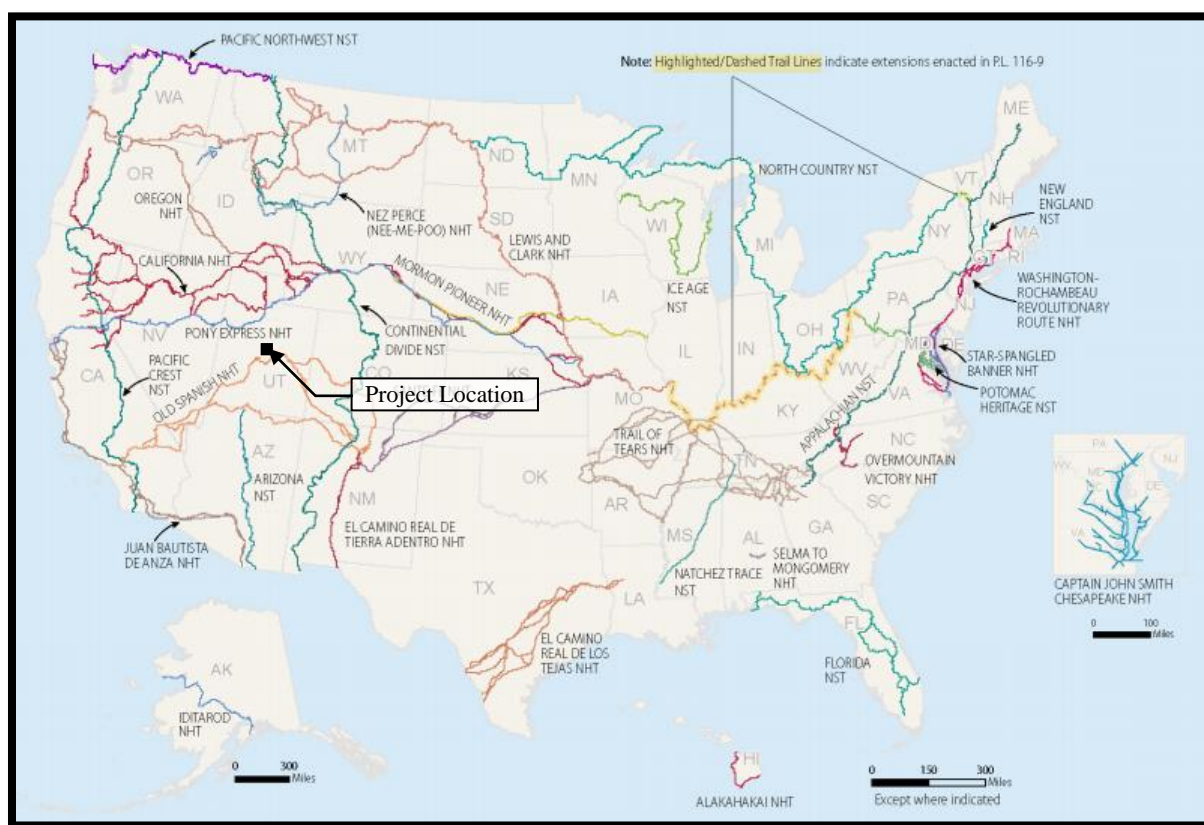 PACIFIC NORTHWEST NST
Note: Highlighted/Dashed Trail Lines indicate extensions enacted in P.L. 116-9
WA
MT
ND
MN
ME
VT
NH
NORTH COUNTRY NST
OR
ID
OREGON
NHT
NEZ PERCE
(NEE-ME-POO) NHT
SD
WI
MI
NY
NEW
ENGLAND
NST
MA
CT
RI
CALIFORNIA NHT
WY
LEWIS AND
CLARK NHT
MORMON PIONEER NHT
NE
IA
ICE AGE
NST
PA
NJ
WASHINGTON-
ROCHAMBEAU
REVOLUTIONARY
ROUTE NHT
NV
PONY EXPRESS NHT
CONTINENTIAL
DIVIDE NST
IL
IN
OH
MD
DE
STAR-SPANGLED
BANNER NHT
CA
PACIFIC
CREST
NST
OLD SPANISH NHT
UT
CO
KS
Project Location
MO
KY
WV
VA
POTOMAC
HERITAGE NST
APPALACHIAN NST
TRAIL OF
TEARS NHT
TN
NC
OVERMOUNTAIN
VICTORY NHT
AZ
ARIZONA
NST
NM
OK
AR
SC
JUAN BAUTISTA
DE ANZA NHT
EL CAMINO REAL DE
TIERRA ADENTRO NHT
MS
AL
GA
NATCHEZ TRACE
NST
SELMA TO
MONGOMERY
NHT
TX
LA
EL CAMINO
REAL DE LOS
TEJAS NHT
FL
FLORIDA
NST
PA
NJ
WV
MD
DC
DE
VA
CAPTAIN JOHN SMITH
CHESAPEAKE NHT
0 100
Miles
AK
IDITAROD
NHT
0 300
Miles
HI
ALAKAHAKAI NHT
0 150 300
Miles
Except where indicated